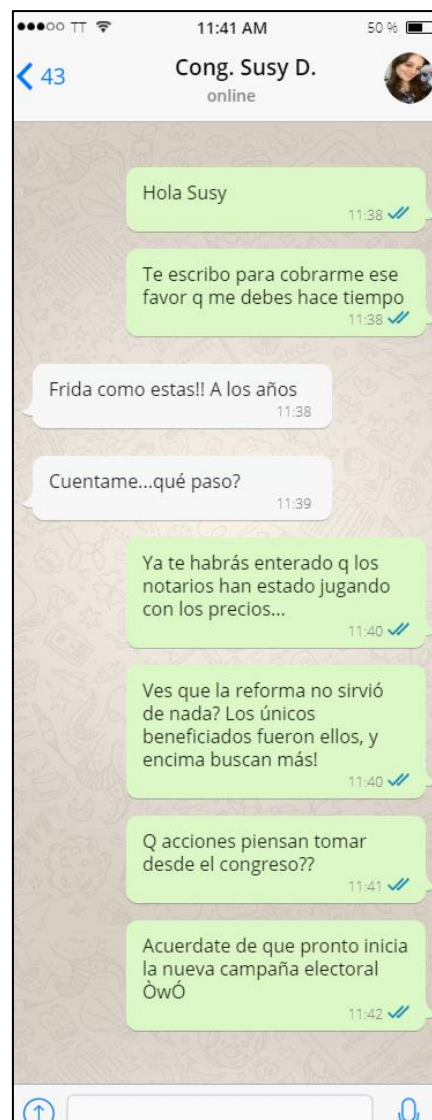 TT 11:41 AM 50 %
43 Cong. Susy D.
online
Hola Susy
11:38
Te escribo para cobrarme ese
favor q me debes hace tiempo
11:38
Frida como estas!! A los años
11:38
Cuentame...qué paso?
11:39
Ya te habrás enterado q los
notarios han estado jugando
con los precios...
11:40
Ves que la reforma no sirvió
de nada? Los únicos
beneficiados fueron ellos, y
encima buscan más!
11:40
Q acciones piensan tomar
desde el congreso??
11:41
Acuerdate de que pronto inicia
la nueva campaña electoral
ÒwÓ
11:42